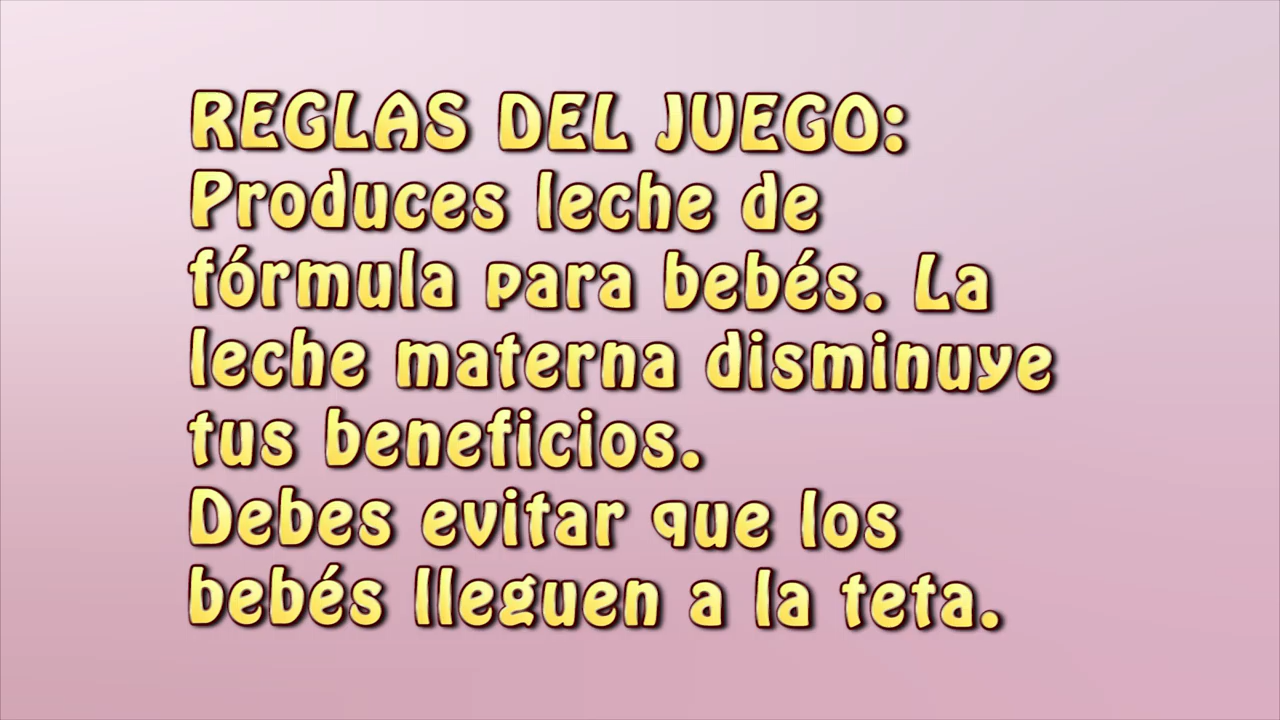 REGLAS DEL JUEGO:
Produces leche de
fórmula para bebés. La
leche materna disminuye
tus beneficios.
Debes evitar que los
bebés lleguen a la teta.